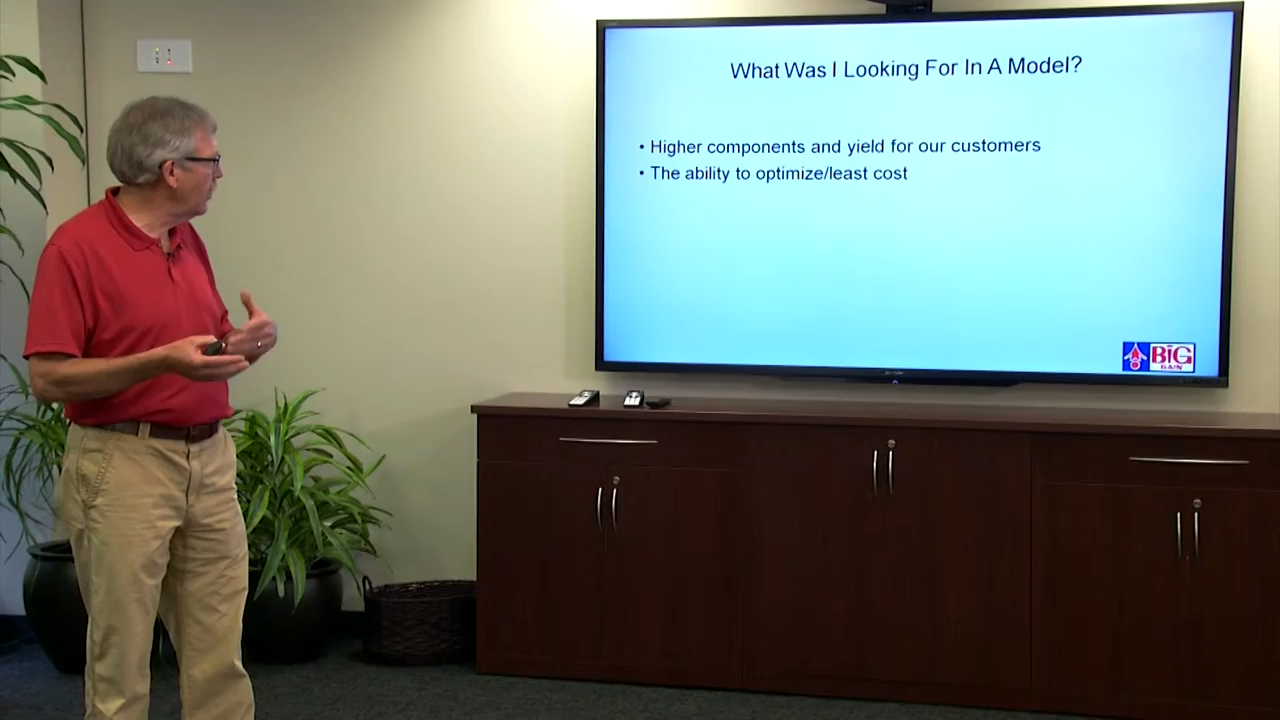 What Was I Looking For In A Model?
• Higher components and yield for our customers
• The ability to optimize/least cost
BiG
GAIN